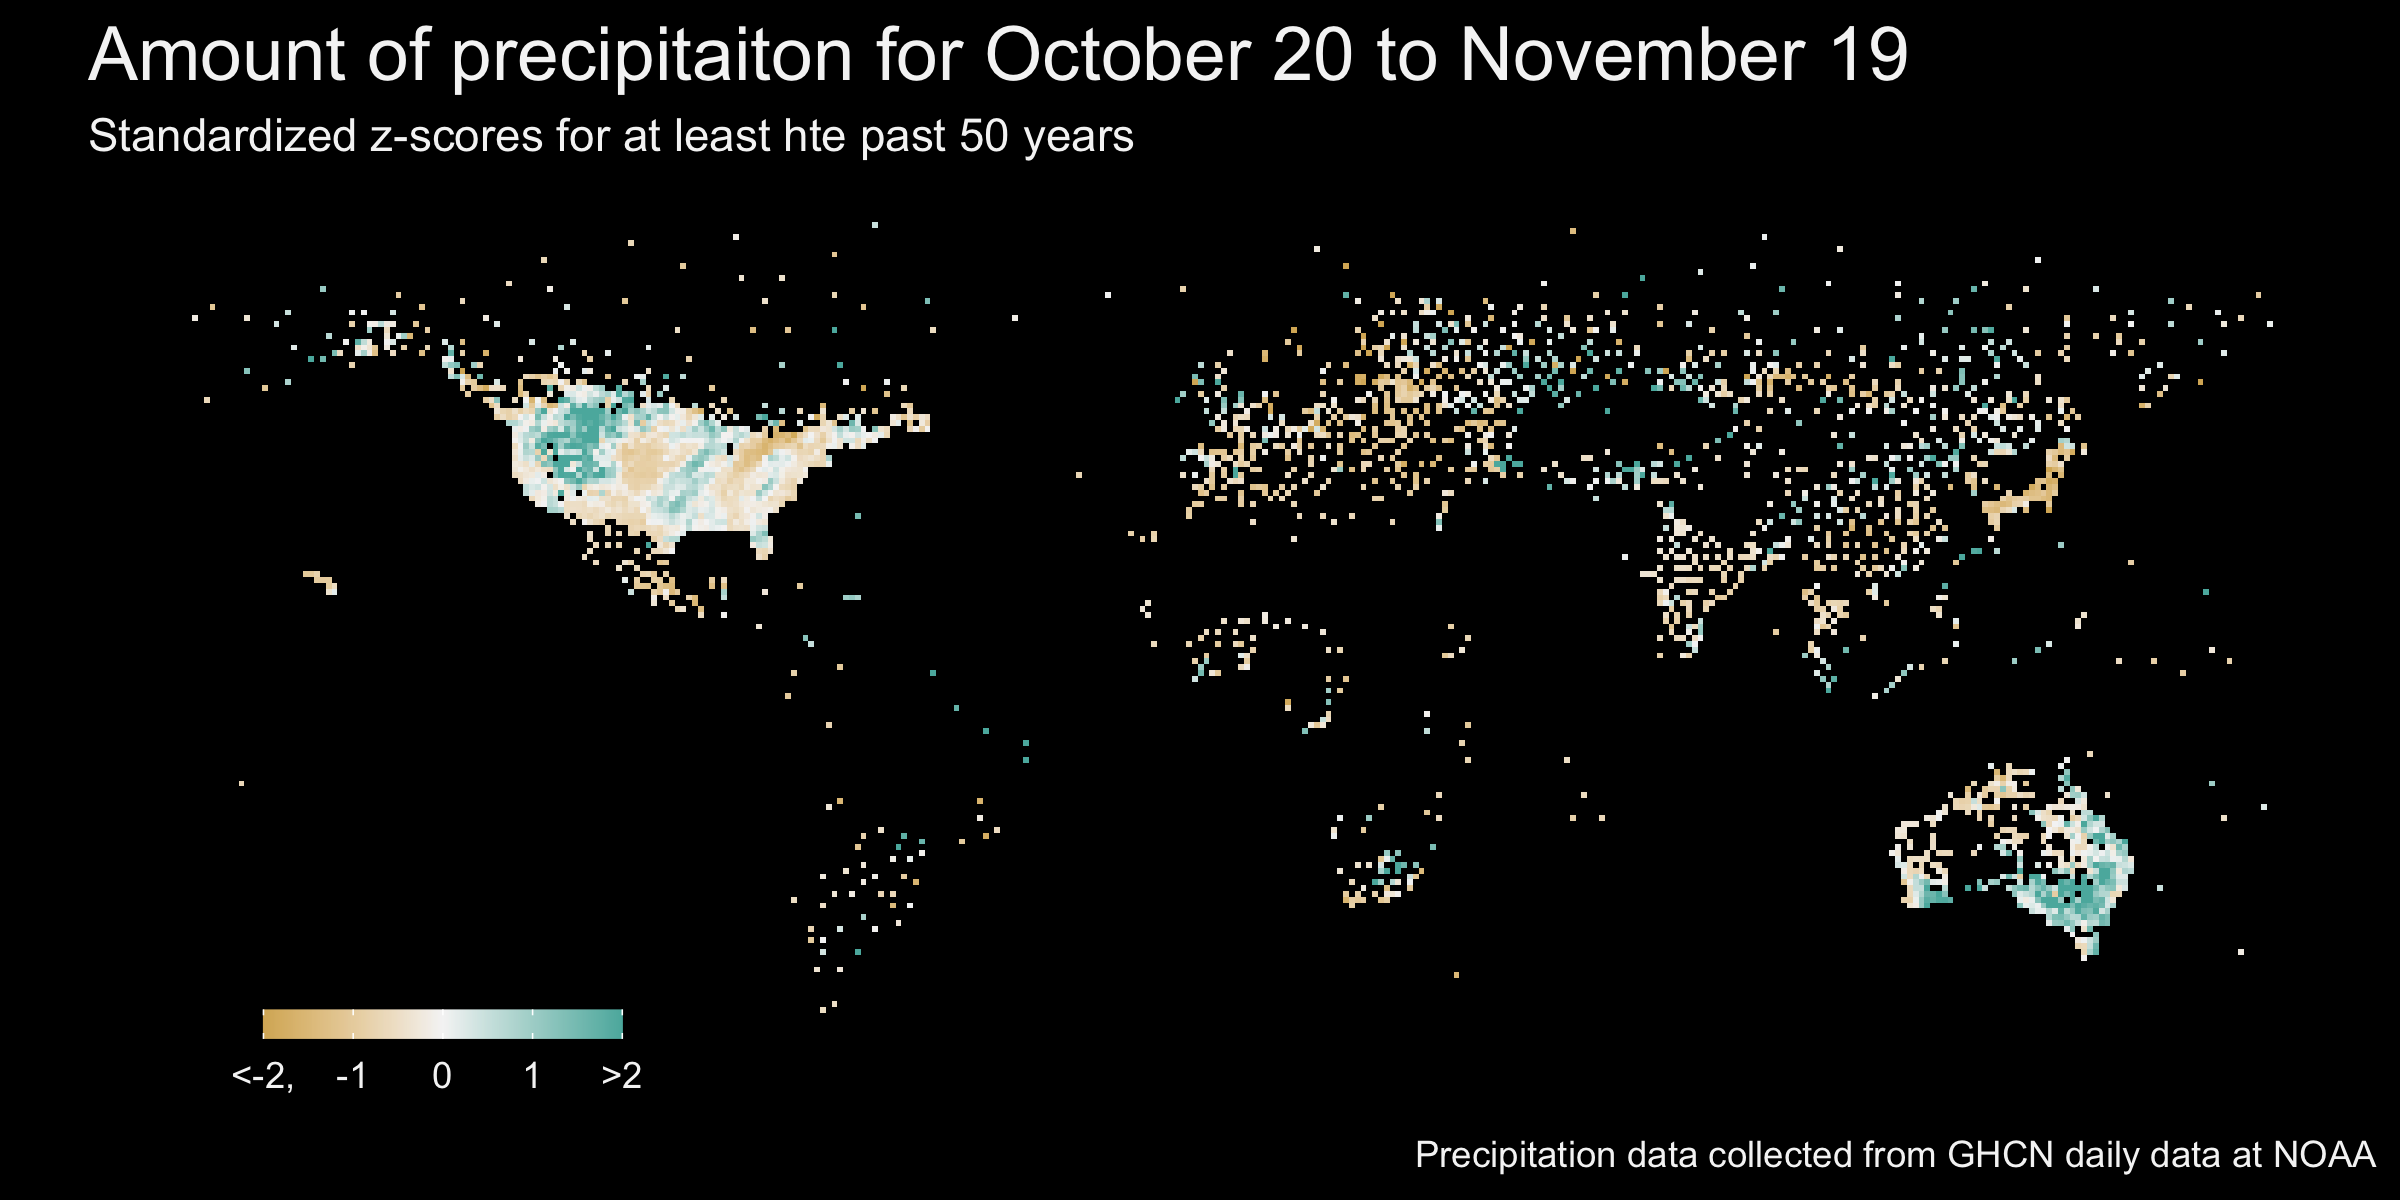 Amount of precipitaiton for October 20 to November 19
Standardized z-scores for at least hte past 50 years
<-2, -1 0 1 >2
Precipitation data collected from GHCN daily data at NOAA